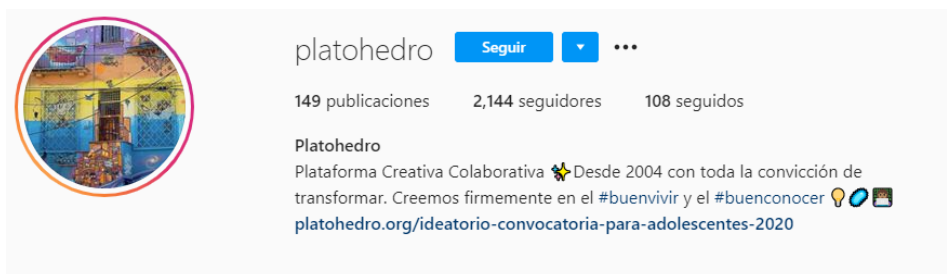 platohedro Seguir
149 publicaciones 2,144 seguidores 108 seguidos
Platohedro
Plataforma Creativa Colaborativa ✨Desde 2004 con toda la convicción de
transformar. Creemos firmemente en el #buenvivir y el #buenconocer
platohedro.org/ideatorio-convocatoria-para-adolescentes-2020